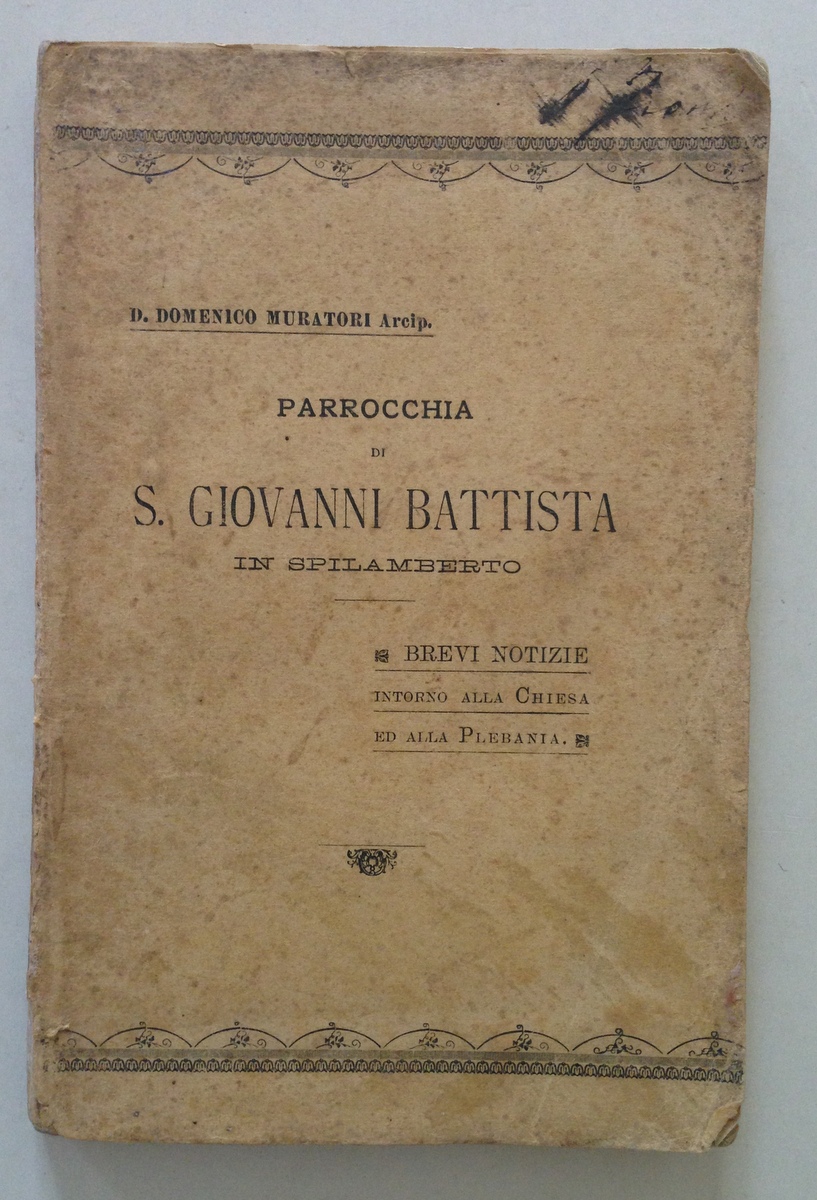 D. DOMENICO MURATORI Arcip.
PARROCCHIA
DI
S. GIOVANNI BATTISTA
IN SPILAMBERTO
BREVI NOTIZIE
INTORNO ALLA CHIESA
ED ALLA PLEBANIA.